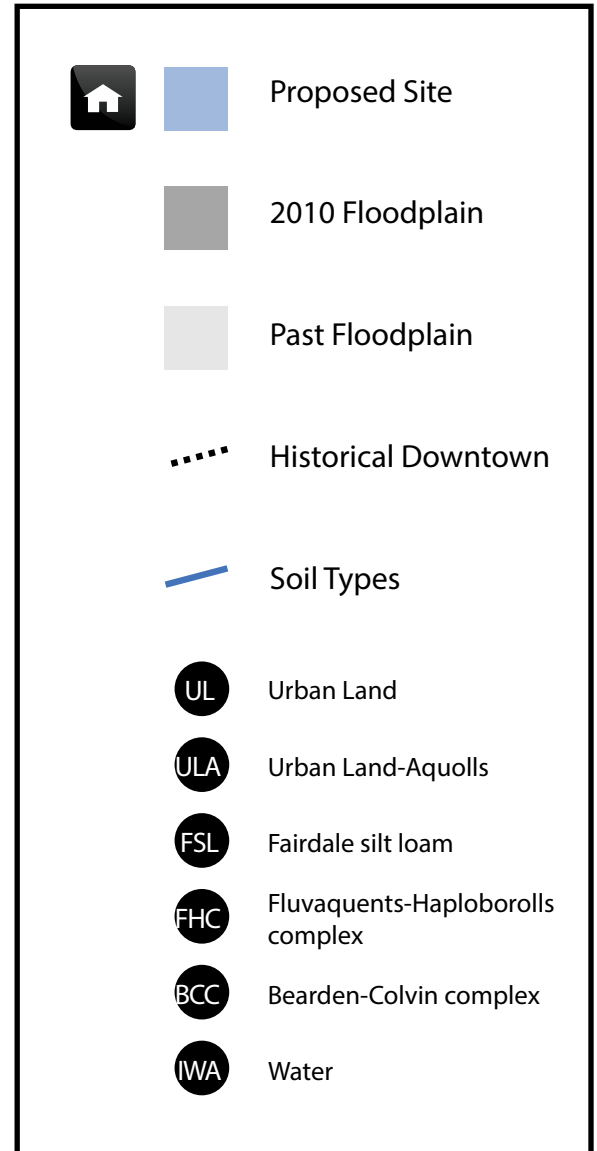 Proposed Site
2010 Floodplain
Past Floodplain
Historical Downtown
Soil Types
UL Urban Land
ULA Urban Land-Aquolls
FSL Fairdale silt loam
FHC Fluvaquents-Haploborolls
complex
BCC Bearden-Colvin complex
IWA Water